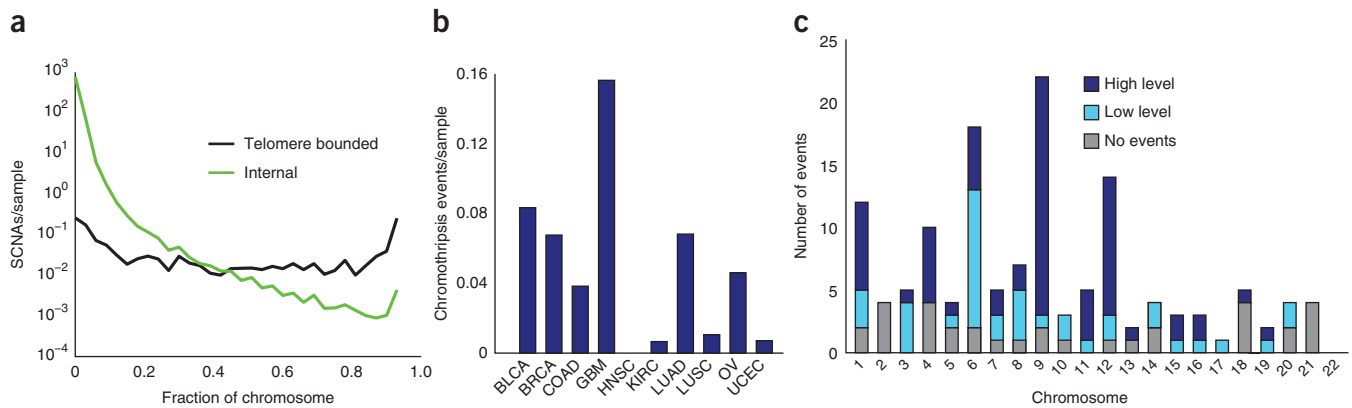 a
SCNAs/sample
10³
10²
10¹
10⁰
10⁻¹
10⁻²
10⁻³
10⁻⁴
Telomere bounded
Internal
0
0.2
0.4
0.6
0.8
1.0
Fraction of chromosome
b
Chromothripsis events/sample
0.16
0.12
0.08
0.04
0
BLCA
BRCA
COAD
GBM
HNSC
KIRC
LUAD
LUSC
OV
UCEC
c
Number of events
25
20
15
10
5
0
High level
Low level
No events
1
2
3
4
5
6
7
8
9
10
11
12
13
14
15
16
17
18
19
20
21
22
Chromosome